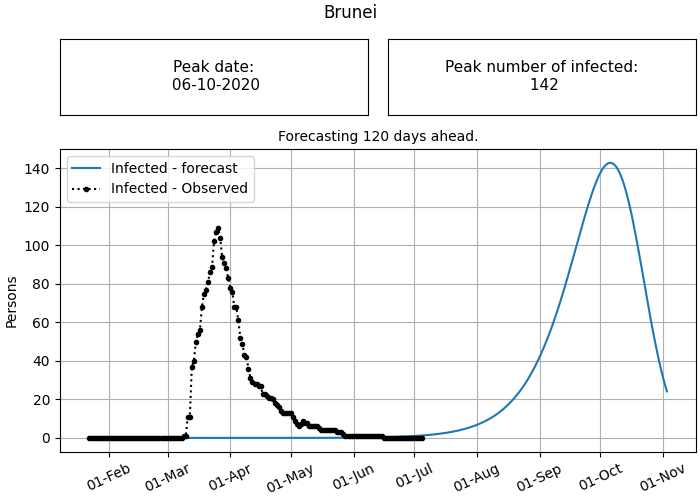 Brunei
Peak date:
06-10-2020
Peak number of infected:
142
Forecasting 120 days ahead.
Infected - forecast
Infected - Observed
Persons
140
120
100
80
60
40
20
0
01-Feb
01-Mar
01-Apr
01-May
01-Jun
01-Jul
01-Aug
01-Sep
01-Oct
01-Nov